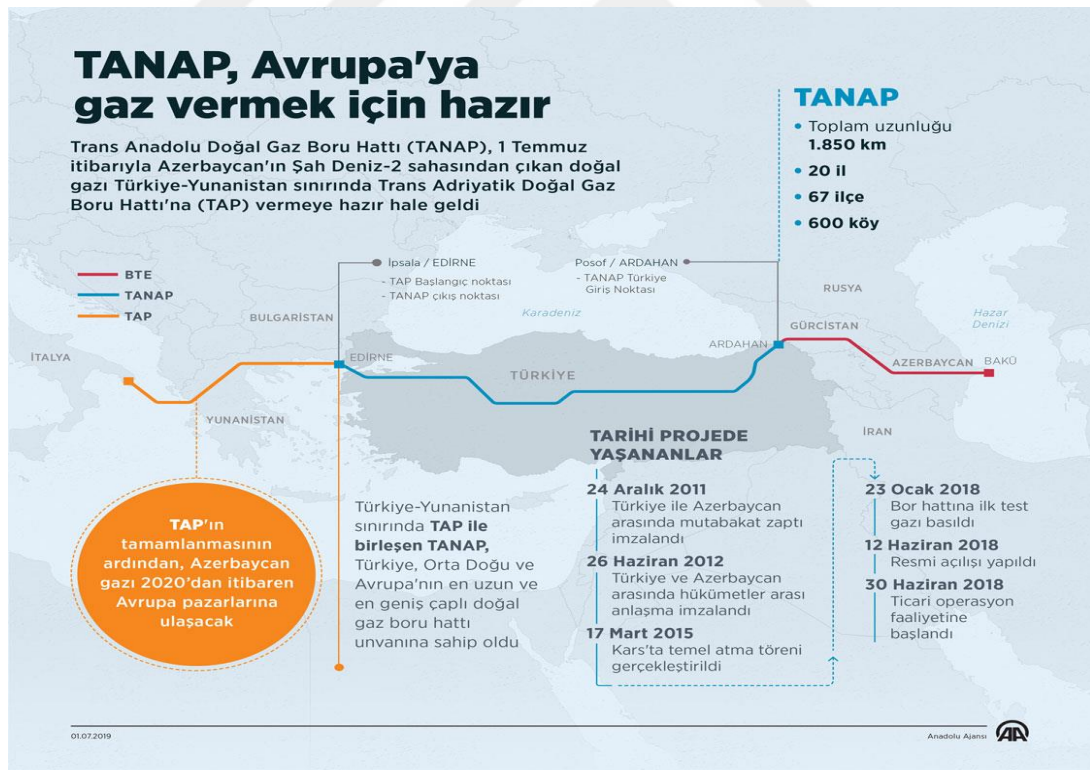 TANAP, Avrupa'ya
gaz vermek için hazır
Trans Anadolu Doğal Gaz Boru Hattı (TANAP), 1 Temmuz
itibarıyla Azerbaycan'ın Şah Deniz-2 sahasından çıkan doğal
gazı Türkiye-Yunanistan sınırında Trans Adriyatik Doğal Gaz
Boru Hattı'na (TAP) vermeye hazır hale geldi
TANAP
• Toplam uzunluğu
1.850 km
• 20 il
• 67 ilçe
• 600 köy
BTE
TANAP
TAP
İpsala / EDİRNE
- TAP Başlangıç noktası
- TANAP çıkış noktası
Posof / ARDAHAN
- TANAP Türkiye
Giriş Noktası
RUSYA
BULGARİSTAN
Karadeniz
GÜRCİSTAN
Hazar
Denizi
İTALYA
EDİRNE
ARDAHAN
TÜRKİYE
AZERBAYCAN
BAKÜ
YUNANİSTAN
İRAN
TAP'ın
tamamlanmasının
ardından, Azerbaycan
gazı 2020'dan itibaren
Avrupa pazarlarına
ulaşacak
Türkiye-Yunanistan
sınırında TAP ile
birleşen TANAP,
Türkiye, Orta Doğu ve
Avrupa'nın en uzun ve
en geniş çaplı doğal
gaz boru hattı
unvanına sahip oldu
TARİHİ PROJEDE
YAŞANANLAR
24 Aralık 2011
Türkiye ile Azerbaycan
arasında mutabakat zaptı
imzalandı
26 Haziran 2012
Türkiye ve Azerbaycan
arasında hükümetler arası
anlaşma imzalandı
17 Mart 2015
Kars'ta temel atma töreni
gerçekleştirildi
23 Ocak 2018
Bor hattına ilk test
gazı basıldı
12 Haziran 2018
Resmi açılışı yapıldı
30 Haziran 2018
Ticari operasyon
faaliyetine
başlandı
01.07.2019
Anadolu Ajansı
AA